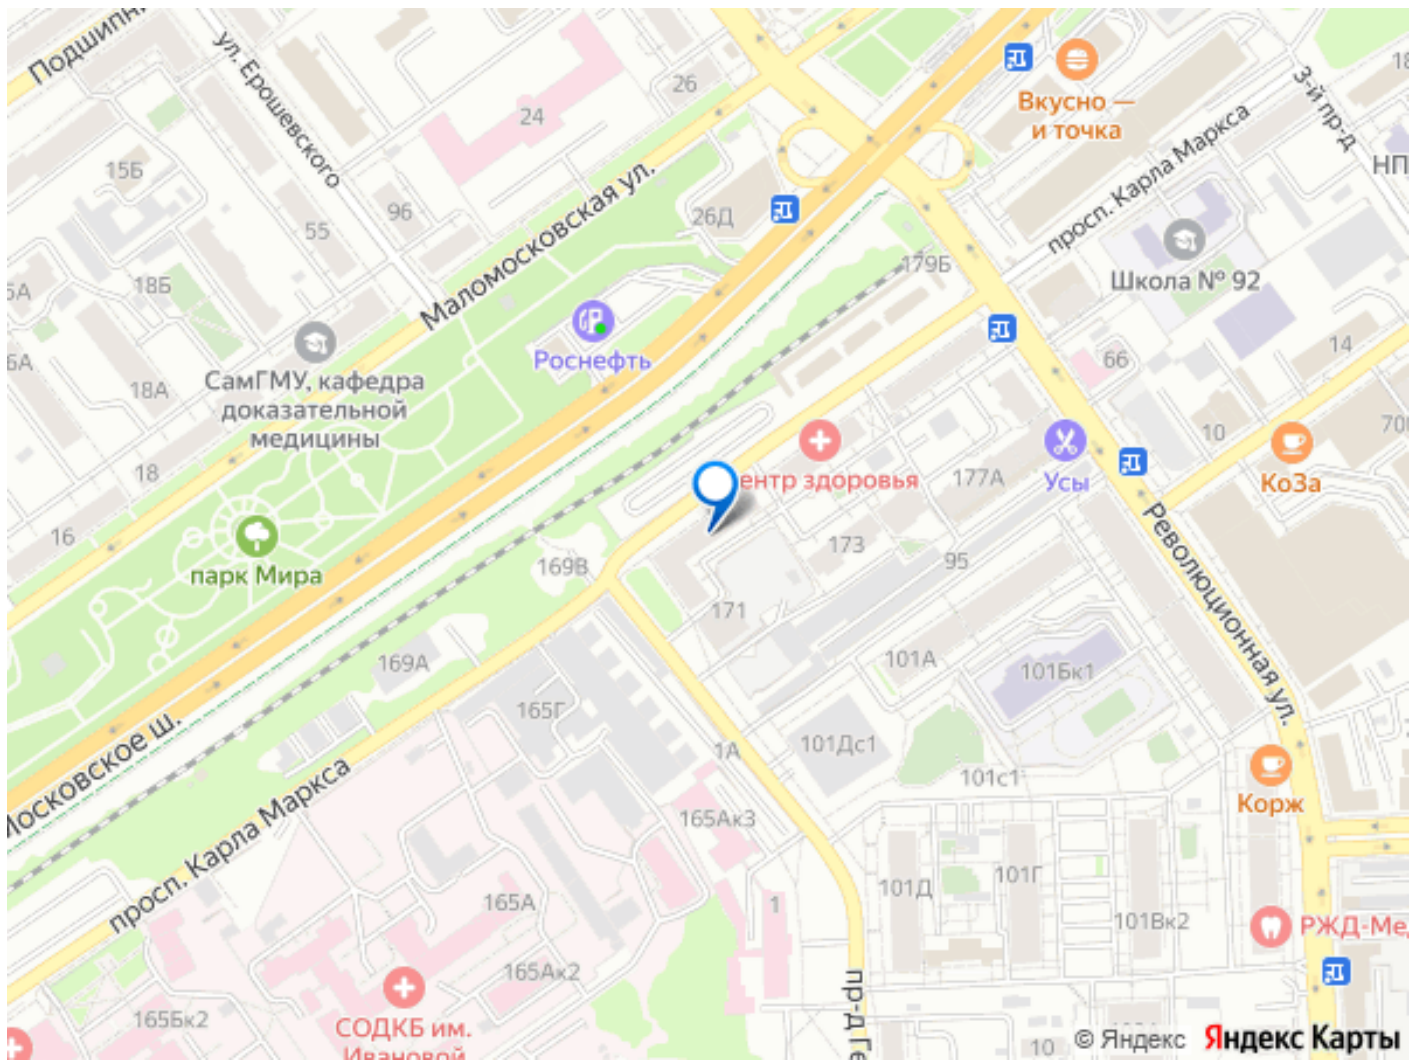 Подшипн
ул. Ерошевского
24
26
Вкусно —
и точка
18
3-й пр-д
просп. Карла Маркса
НП
15Б
96
55
Маломосковская ул.
26Д
179Б
Школа № 92
5А
18Б
Роснефть
66
14
6А
18А
СамГМУ, кафедра
доказательной
медицины
18
10
700
КоЗа
Усы
177А
ентр здоровья
16
парк Мира
169В
173
95
Революционная ул.
171
169А
101А
101Бк1
165Г
1А
101Дс1
101с1
Московское ш.
просп. Карла Маркса
Корж
165Ак3
101Д
101Г
101Вк2
165А
1
РЖД-Ме
165Ак2
165Бк2
СОДКБ им.
Ивановой
пр-д Ге
10
© Яндекс Яндекс Карты